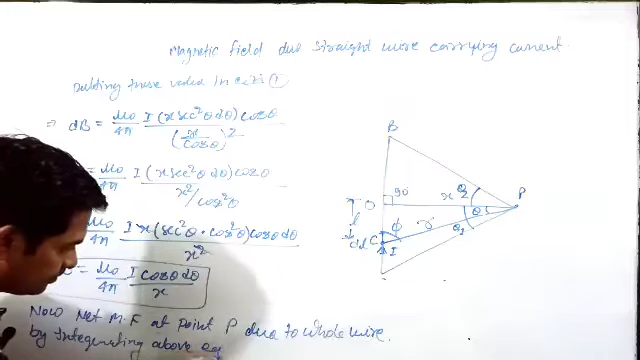 Magnetic field due straight wire carrying current.
Putting these value in eqn (1)
⇒ dB = μ0/4π I(x sec²θ dθ) cosθ / (x/cosθ)²
= μ0/4π I(x sec²θ dθ) cosθ / x²/cos²θ
μ0/4π I x(sec²θ · cos²θ) cosθ dθ / x²
= μ0/4π I cosθ dθ / x
Now Net M.F at point P due to whole wire.
by integrating above eq
B
O 90° x θ2 P
l θ
φ r θ1
dl C I